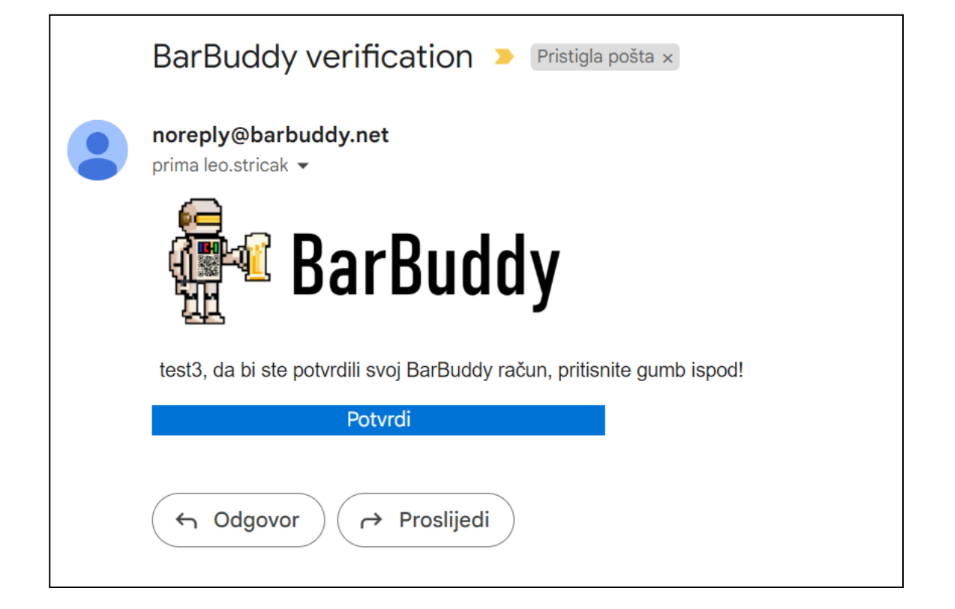 BarBuddy verification Pristigla pošta ×
noreply@barbuddy.net
prima leo.stricak
BarBuddy
test3, da bi ste potvrdili svoj BarBuddy račun, pritisnite gumb ispod!
Potvrdi
Odgovor Proslijedi